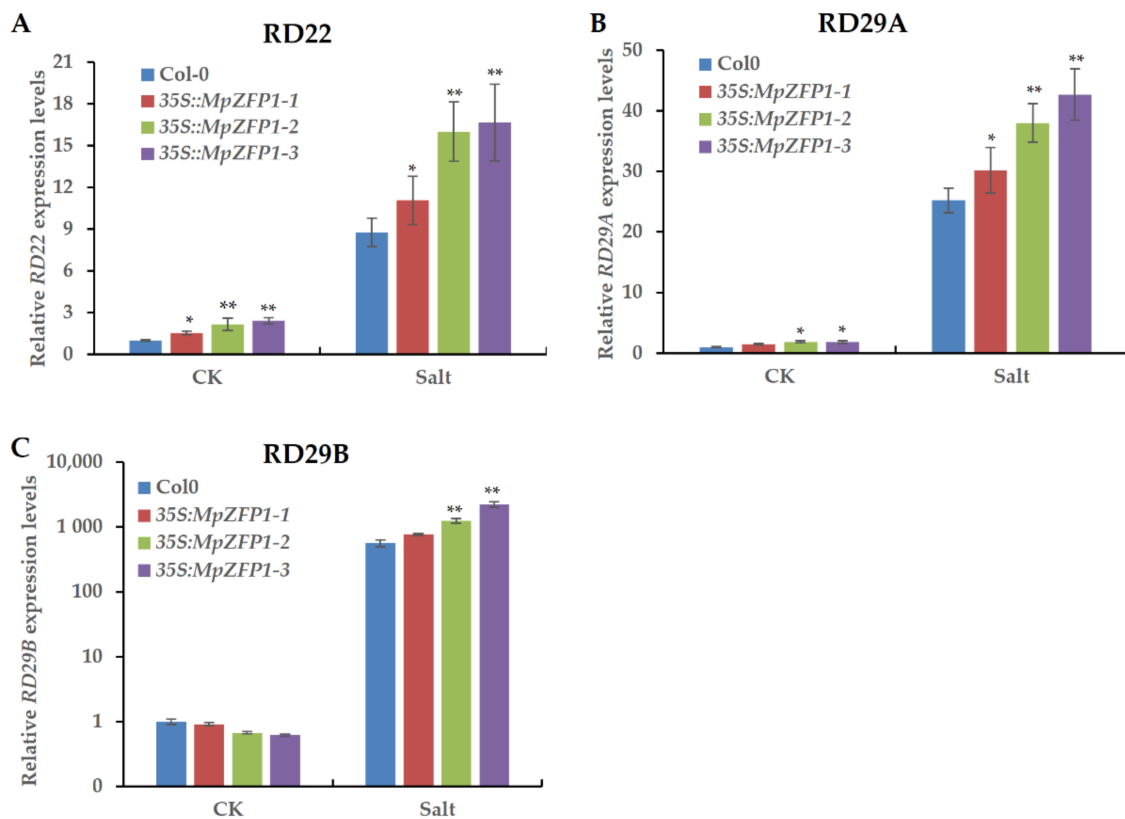 A
RD22
Relative RD22 expression levels
21
18
15
12
9
6
3
0
Col-0
35S::MpZFP1-1
35S::MpZFP1-2
35S::MpZFP1-3
*
**
**
*
**
**
CK
Salt
B
RD29A
Relative RD29A expression levels
50
40
30
20
10
0
Col0
35S:MpZFP1-1
35S:MpZFP1-2
35S:MpZFP1-3
*
*
*
**
**
CK
Salt
C
RD29B
Relative RD29B expression levels
10,000
1 000
100
10
1
0
Col0
35S:MpZFP1-1
35S:MpZFP1-2
35S:MpZFP1-3
**
**
CK
Salt